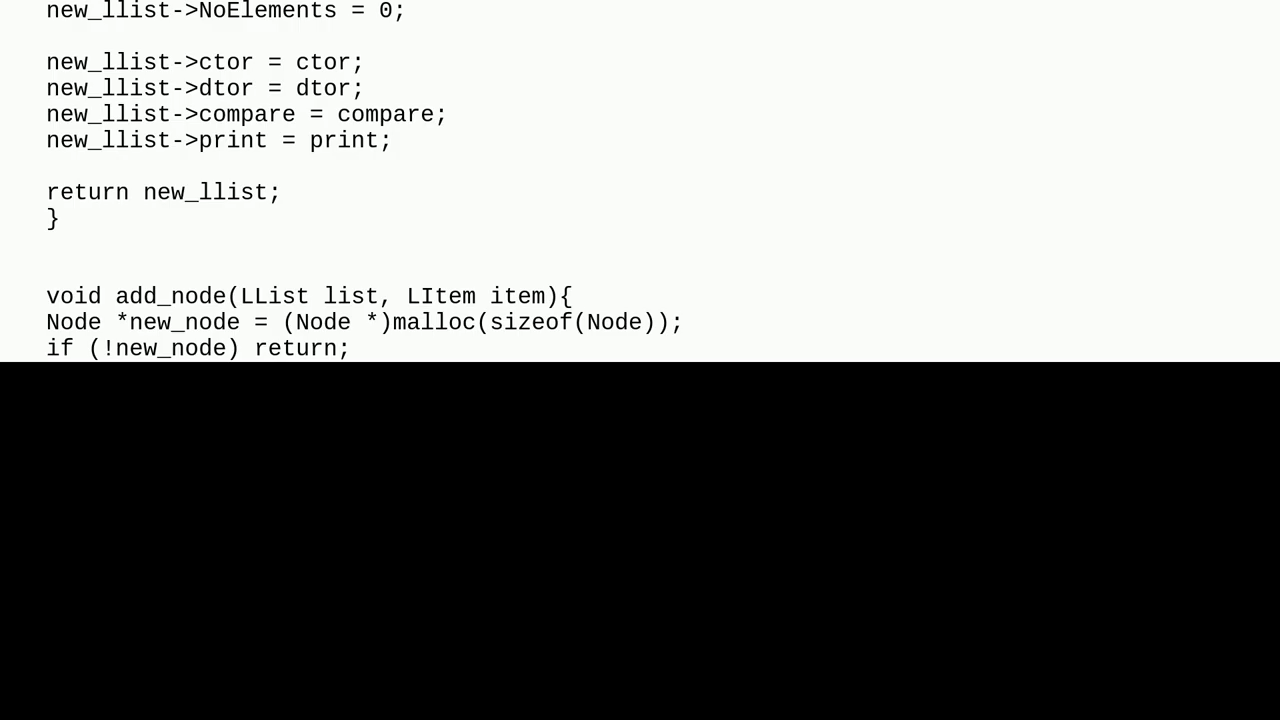 new_llist->NoElements = 0;
new_llist->ctor = ctor;
new_llist->dtor = dtor;
new_llist->compare = compare;
new_llist->print = print;
return new_llist;
}
void add_node(LList list, LItem item){
Node *new_node = (Node *)malloc(sizeof(Node));
if (!new_node) return;